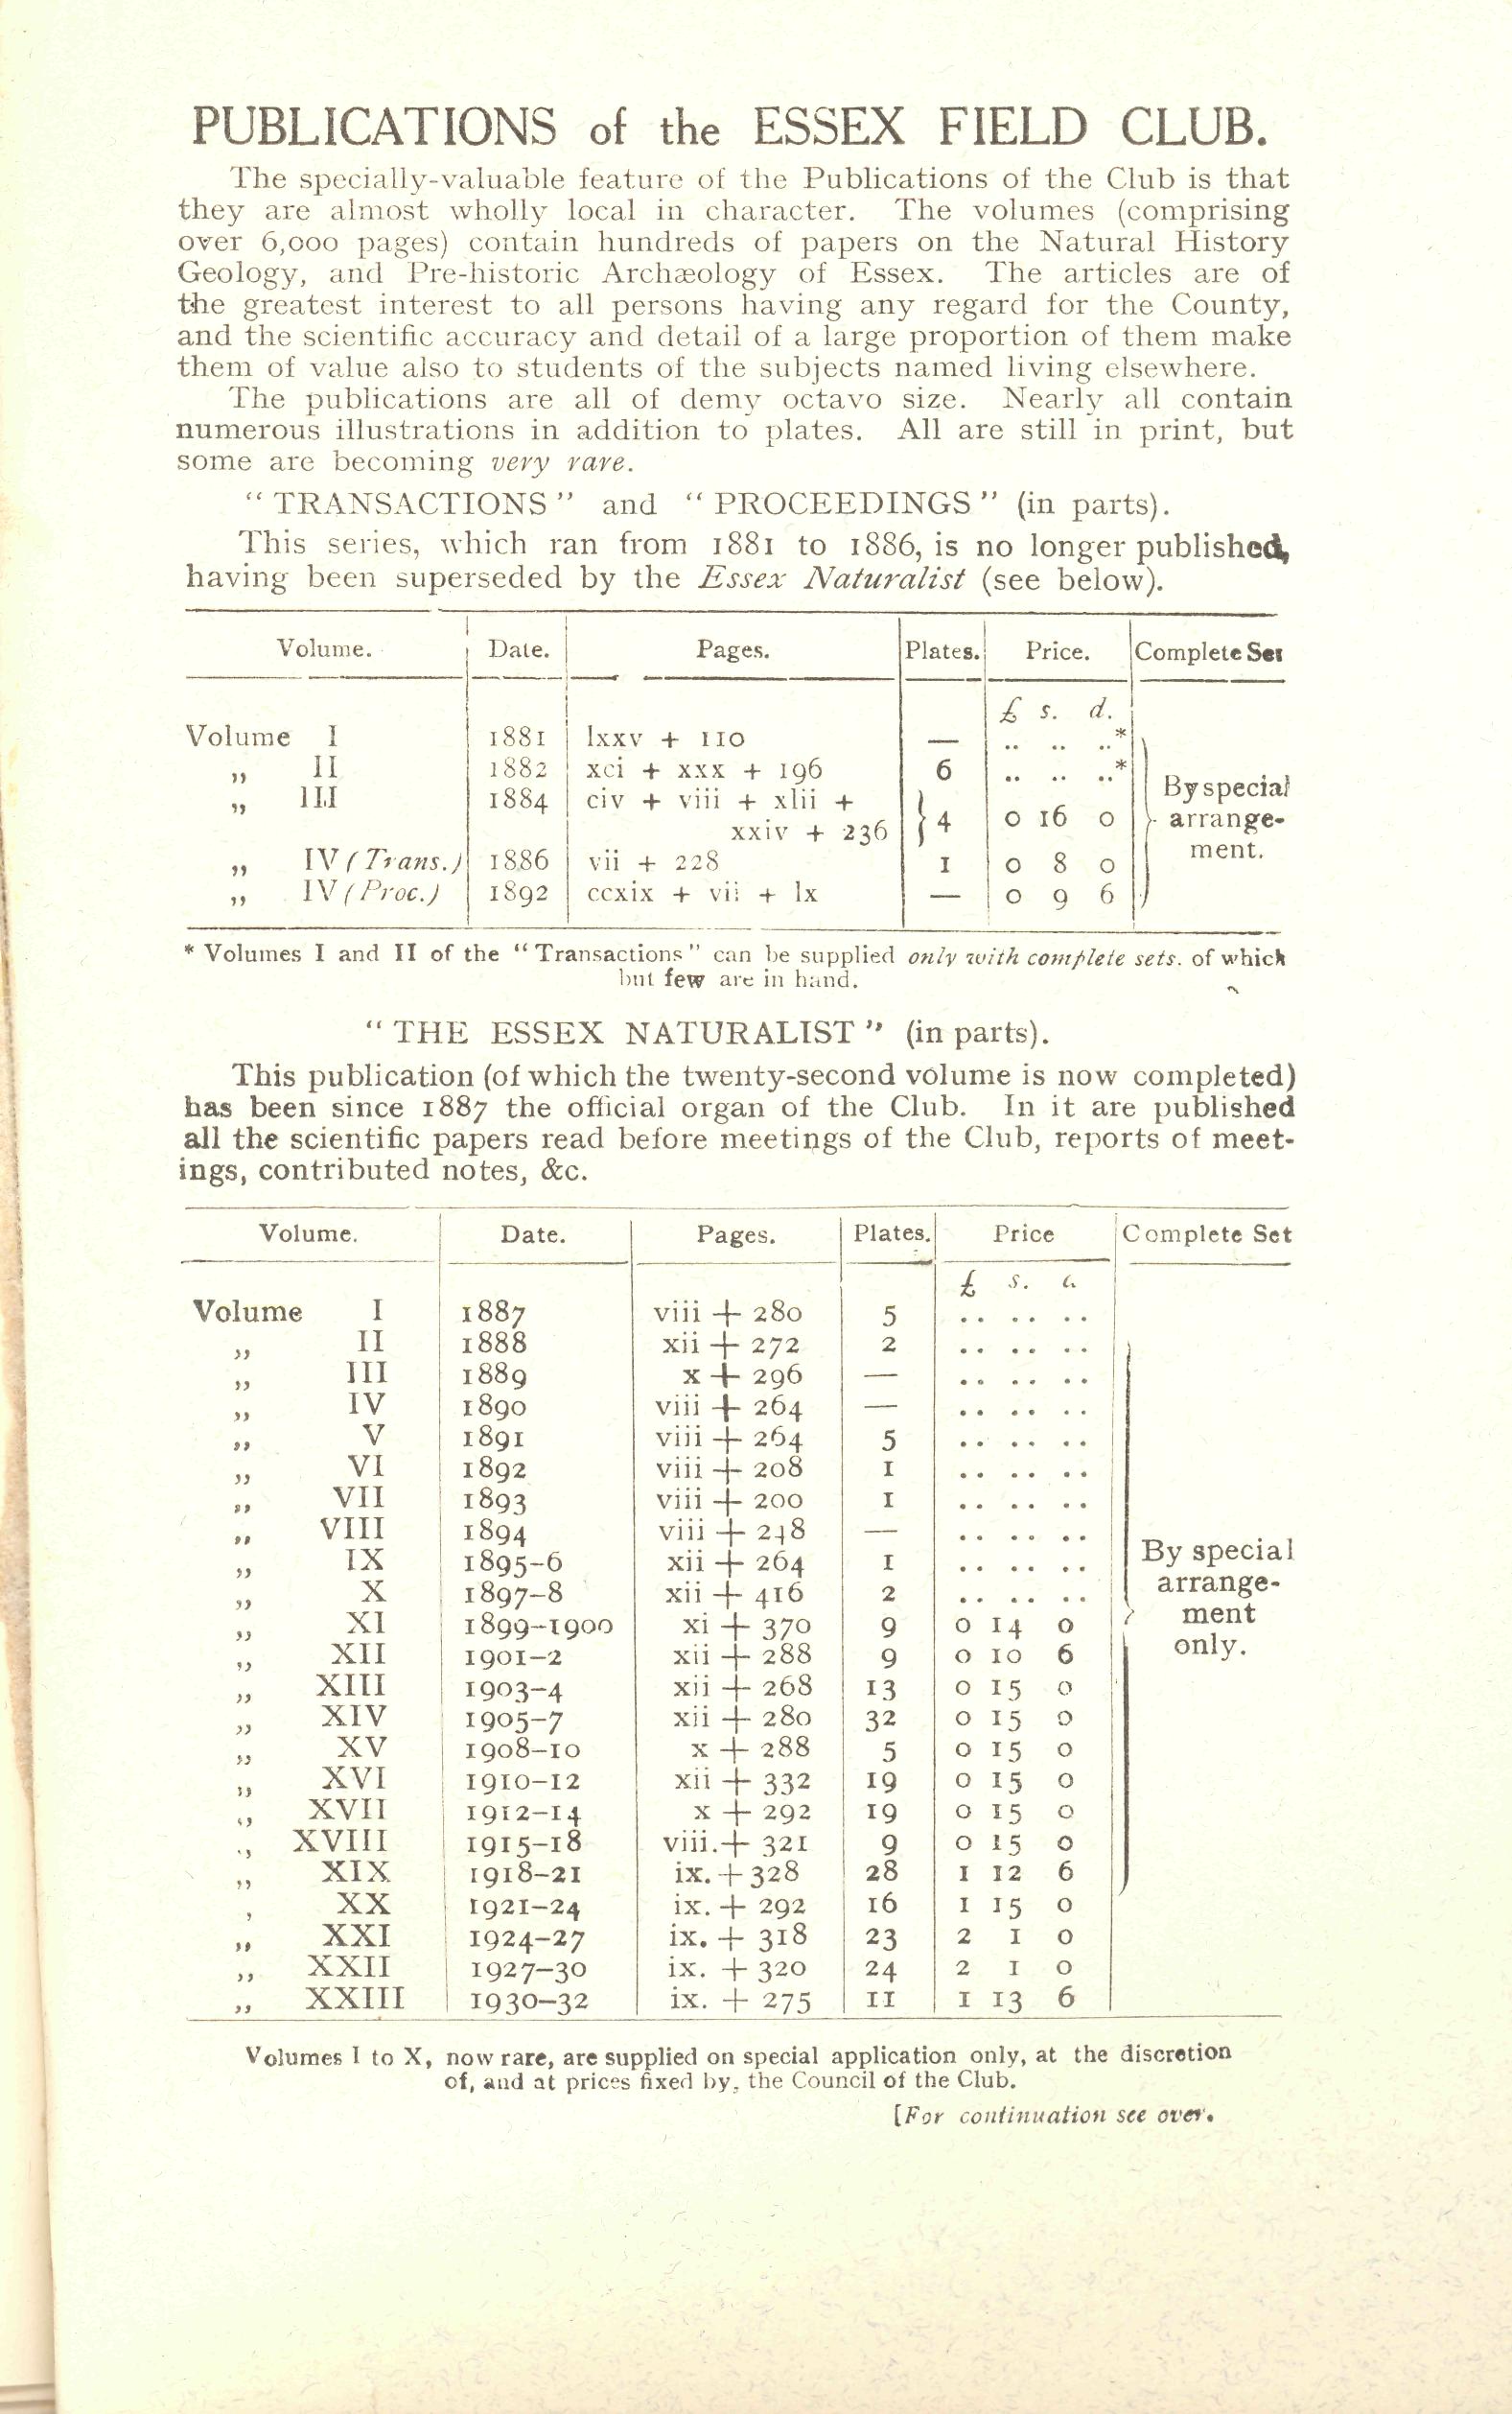 PUBLICATIONS of the ESSEX FIELD CLUB.
The specially-valuable feature of the Publications of the Club is that
they are almost wholly local in character. The volumes (comprising
over 6,000 pages) contain hundreds of papers on the Natural History
Geology, and Pre-historic Archæology of Essex. The articles are of
the greatest interest to all persons having any regard for the County,
and the scientific accuracy and detail of a large proportion of them make
them of value also to students of the subjects named living elsewhere.
The publications are all of demy octavo size. Nearly all contain
numerous illustrations in addition to plates. All are still in print, but
some are becoming very rare.
“TRANSACTIONS” and “PROCEEDINGS” (in parts).
This series, which ran from 1881 to 1886, is no longer published,
having been superseded by the Essex Naturalist (see below).
Volume. Date. Pages. Plates. Price. Complete Set
£ s. d.
Volume I 1881 lxxv + 110 — .. .. ..*
„ II 1882 xci + xxx + 196 6 .. .. ..*
„ III 1884 civ + viii + xlii +
xxiv + 236 } 4 0 16 0
„ IV (Trans.) 1886 vii + 228 1 0 8 0
„ IV (Proc.) 1892 ccxix + vii + lx — 0 9 6
By special
arrange-
ment.
* Volumes I and II of the “Transactions” can be supplied only with complete sets. of which
but few are in hand.
“THE ESSEX NATURALIST” (in parts).
This publication (of which the twenty-second volume is now completed)
has been since 1887 the official organ of the Club. In it are published
all the scientific papers read before meetings of the Club, reports of meet-
ings, contributed notes, &c.
Volume. Date. Pages. Plates. Price Complete Set
£ s. d.
Volume I 1887 viii + 280 5 .. .. ..
„ II 1888 xii + 272 2 .. .. ..
„ III 1889 x + 296 — .. .. ..
„ IV 1890 viii + 264 — .. .. ..
„ V 1891 viii + 264 5 .. .. ..
„ VI 1892 viii + 208 1 .. .. ..
„ VII 1893 viii + 200 1 .. .. ..
„ VIII 1894 viii + 248 — .. .. ..
„ IX 1895-6 xii + 264 1 .. .. ..
„ X 1897-8 xii + 416 2 .. .. ..
„ XI 1899-1900 xi + 370 9 0 14 0
„ XII 1901-2 xii + 288 9 0 10 6
„ XIII 1903-4 xii + 268 13 0 15 0
„ XIV 1905-7 xii + 280 32 0 15 0
„ XV 1908-10 x + 288 5 0 15 0
„ XVI 1910-12 xii + 332 19 0 15 0
„ XVII 1912-14 x + 292 19 0 15 0
„ XVIII 1915-18 viii. + 321 9 0 15 0
„ XIX 1918-21 ix. + 328 28 1 12 6
, XX 1921-24 ix. + 292 16 1 15 0
„ XXI 1924-27 ix. + 318 23 2 1 0
„ XXII 1927-30 ix. + 320 24 2 1 0
„ XXIII 1930-32 ix. + 275 11 1 13 6
By special
arrange-
ment
only.
Volumes I to X, now rare, are supplied on special application only, at the discretion
of, and at prices fixed by, the Council of the Club.
[For continuation see over.